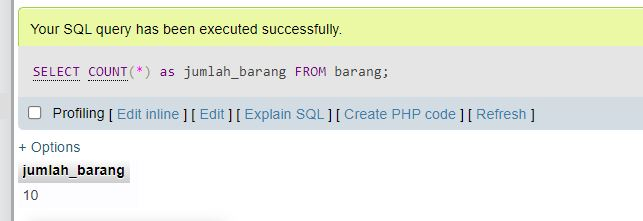 Your SQL query has been executed successfully.
SELECT COUNT(*) as jumlah_barang FROM barang;
Profiling [ Edit inline ] [ Edit ] [ Explain SQL ] [ Create PHP code ] [ Refresh ]
+ Options
jumlah_barang
10